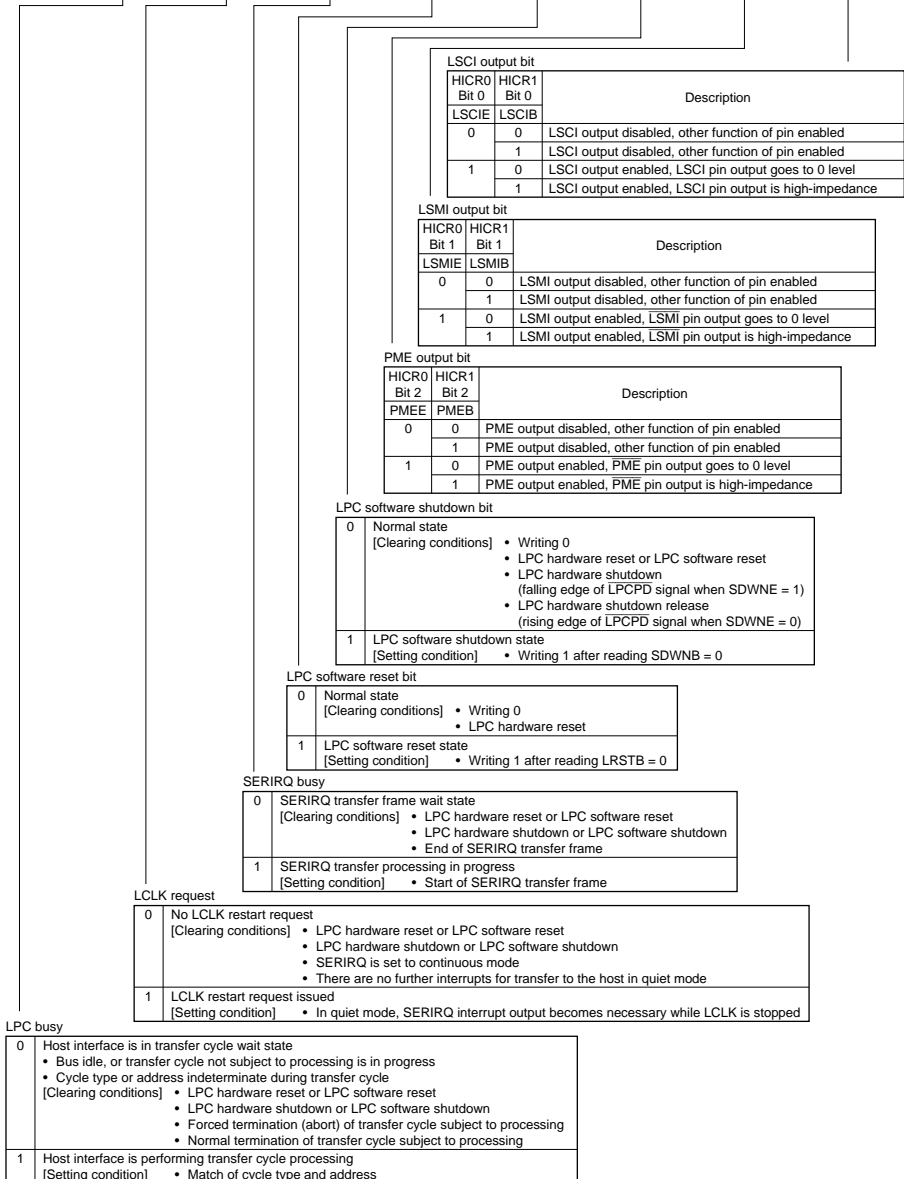 LSCI output bit
HICR0 HICR1
Bit 0 Bit 0 Description
LSCIE LSCIB
0 0 LSCI output disabled, other function of pin enabled
1 LSCI output disabled, other function of pin enabled
1 0 LSCI output enabled, LSCI pin output goes to 0 level
1 LSCI output enabled, LSCI pin output is high-impedance
LSMI output bit
HICR0 HICR1
Bit 1 Bit 1 Description
LSMIE LSMIB
0 0 LSMI output disabled, other function of pin enabled
1 LSMI output disabled, other function of pin enabled
1 0 LSMI output enabled, LSMI pin output goes to 0 level
1 LSMI output enabled, LSMI pin output is high-impedance
PME output bit
HICR0 HICR1
Bit 2 Bit 2 Description
PMEE PMEB
0 0 PME output disabled, other function of pin enabled
1 PME output disabled, other function of pin enabled
1 0 PME output enabled, PME pin output goes to 0 level
1 PME output enabled, PME pin output is high-impedance
LPC software shutdown bit
0 Normal state
[Clearing conditions] • Writing 0
• LPC hardware reset or LPC software reset
• LPC hardware shutdown
(falling edge of LPCPD signal when SDWNE = 1)
• LPC hardware shutdown release
(rising edge of LPCPD signal when SDWNE = 0)
1 LPC software shutdown state
[Setting condition] • Writing 1 after reading SDWNB = 0
LPC software reset bit
0 Normal state
[Clearing conditions] • Writing 0
• LPC hardware reset
1 LPC software reset state
[Setting condition] • Writing 1 after reading LRSTB = 0
SERIRQ busy
0 SERIRQ transfer frame wait state
[Clearing conditions] • LPC hardware reset or LPC software reset
• LPC hardware shutdown or LPC software shutdown
• End of SERIRQ transfer frame
1 SERIRQ transfer processing in progress
[Setting condition] • Start of SERIRQ transfer frame
LCLK request
0 No LCLK restart request
[Clearing conditions] • LPC hardware reset or LPC software reset
• LPC hardware shutdown or LPC software shutdown
• SERIRQ is set to continuous mode
• There are no further interrupts for transfer to the host in quiet mode
1 LCLK restart request issued
[Setting condition] • In quiet mode, SERIRQ interrupt output becomes necessary while LCLK is stopped
LPC busy
0 Host interface is in transfer cycle wait state
• Bus idle, or transfer cycle not subject to processing is in progress
• Cycle type or address indeterminate during transfer cycle
[Clearing conditions] • LPC hardware reset or LPC software reset
• LPC hardware shutdown or LPC software shutdown
• Forced termination (abort) of transfer cycle subject to processing
• Normal termination of transfer cycle subject to processing
1 Host interface is performing transfer cycle processing
[Setting condition] • Match of cycle type and address